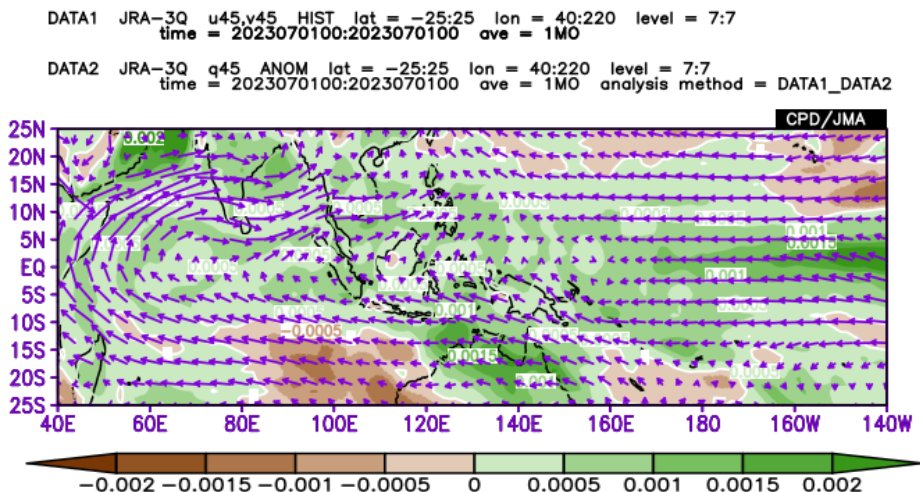 DATA1 JRA-3Q u45,v45 HIST lat = -25:25 lon = 40:220 level = 7:7
time = 2023070100:2023070100 ave = 1MO
DATA2 JRA-3Q q45 ANOM lat = -25:25 lon = 40:220 level = 7:7
time = 2023070100:2023070100 ave = 1MO analysis method = DATA1_DATA2
CPD/JMA
25N
0.002
20N
15N
10N
0.0005
5N
0.001
0.0015
EQ
0.0005
0.001
5S
0.001
10S
-0.0005
15S
0.0015
20S
25S
40E 60E 80E 100E 120E 140E 160E 180 160W 140W
-0.002 -0.0015 -0.001 -0.0005 0 0.0005 0.001 0.0015 0.002